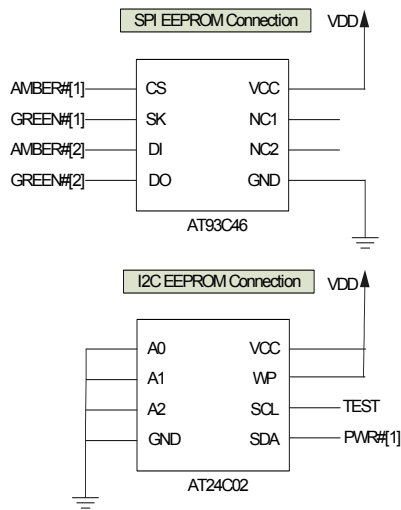 SPI EEPROM Connection
VDD
AMBER#[1] CS VCC
GREEN#[1] SK NC1
AMBER#[2] DI NC2
GREEN#[2] DO GND
AT93C46
I2C EEPROM Connection
VDD
A0 VCC
A1 WP
A2 SCL TEST
GND SDA PWR#[1]
AT24C02